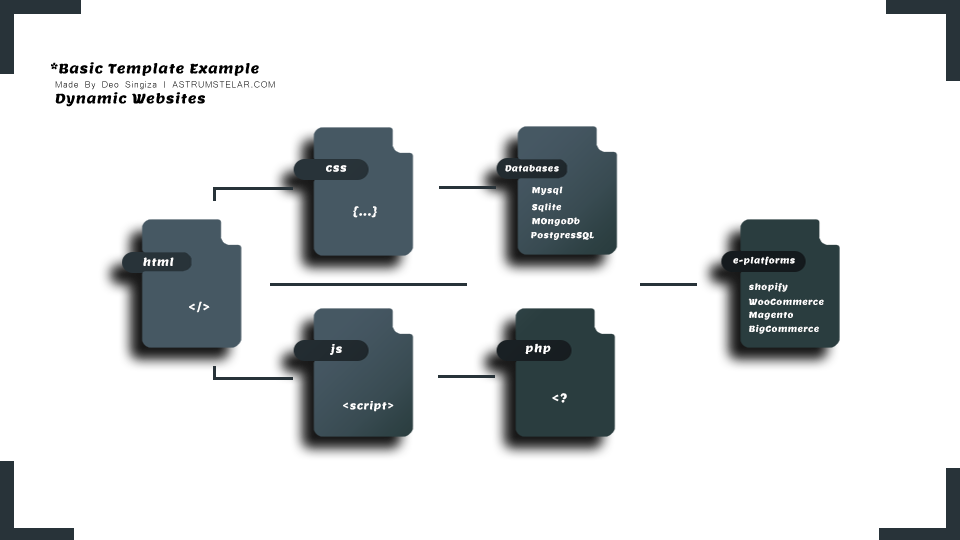 *Basic Template Example
Made By Deo Singiza | ASTRUMSTELAR.COM
Dynamic Websites
css
{...}
Databases
Mysql
Sqlite
MOngoDb
PostgresSQL
html
</>
e-platforms
shopify
WooCommerce
Magento
BigCommerce
js
<script>
php
<?